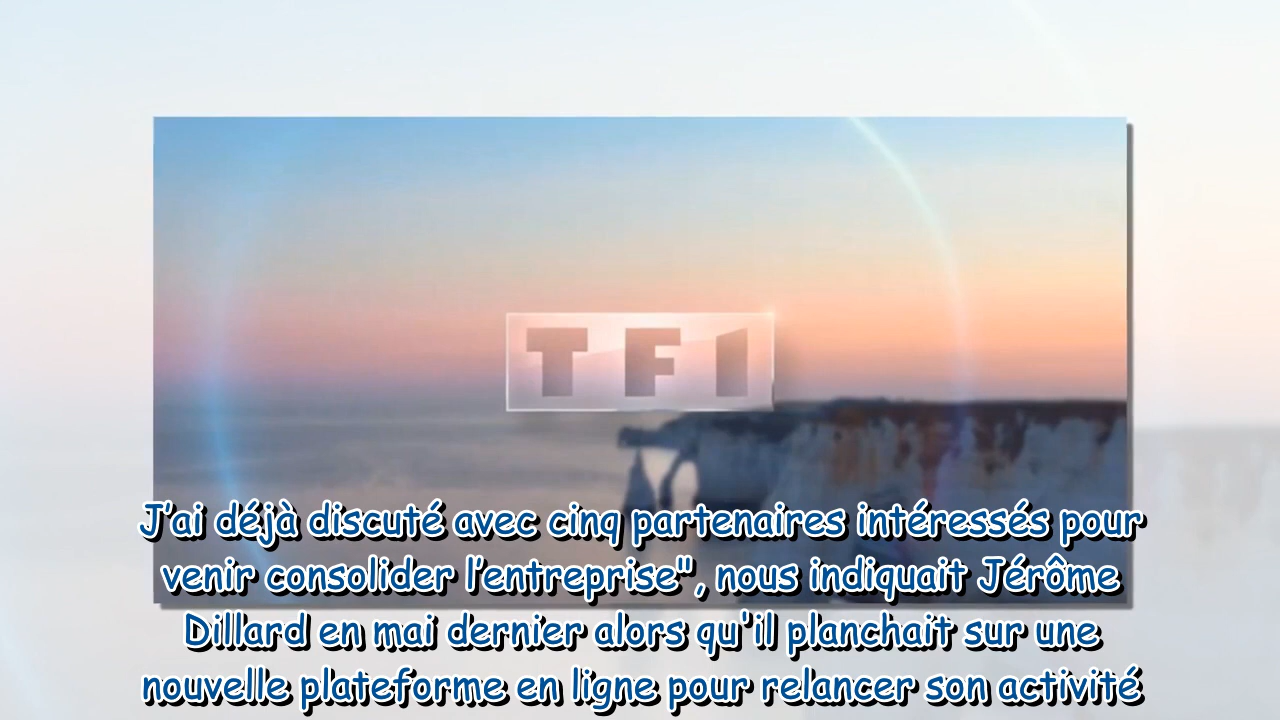 TF1
J'ai déjà discuté avec cinq partenaires intéressés pour
venir consolider l'entreprise", nous indiquait Jérôme
Dillard en mai dernier alors qu'il planchait sur une
nouvelle plateforme en ligne pour relancer son activité